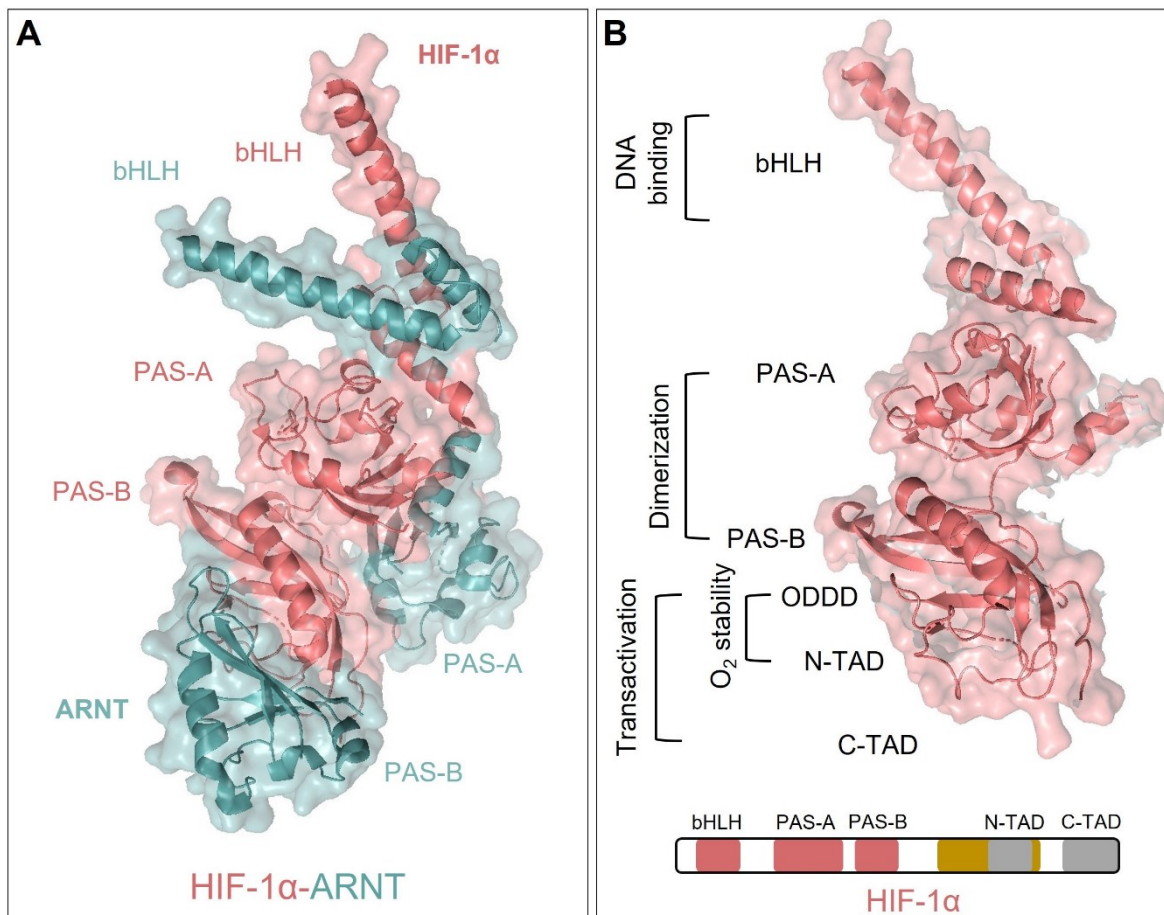 A
HIF-1α
bHLH
bHLH
PAS-A
PAS-B
PAS-A
ARNT
PAS-B
HIF-1α-ARNT
B
DNA
binding
bHLH
Dimerization
PAS-A
PAS-B
Transactivation
O₂ stability
ODDD
N-TAD
C-TAD
bHLH PAS-A PAS-B N-TAD C-TAD
HIF-1α